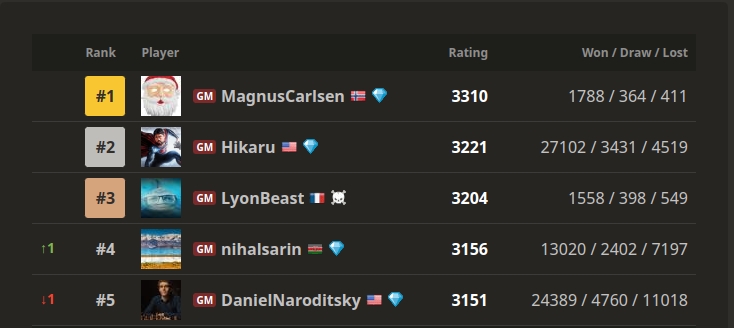 Rank Player Rating Won / Draw / Lost
#1 GM MagnusCarlsen 3310 1788 / 364 / 411
#2 GM Hikaru 3221 27102 / 3431 / 4519
#3 GM LyonBeast 3204 1558 / 398 / 549
↑1 #4 GM nihalsarin 3156 13020 / 2402 / 7197
↓1 #5 GM DanielNaroditsky 3151 24389 / 4760 / 11018